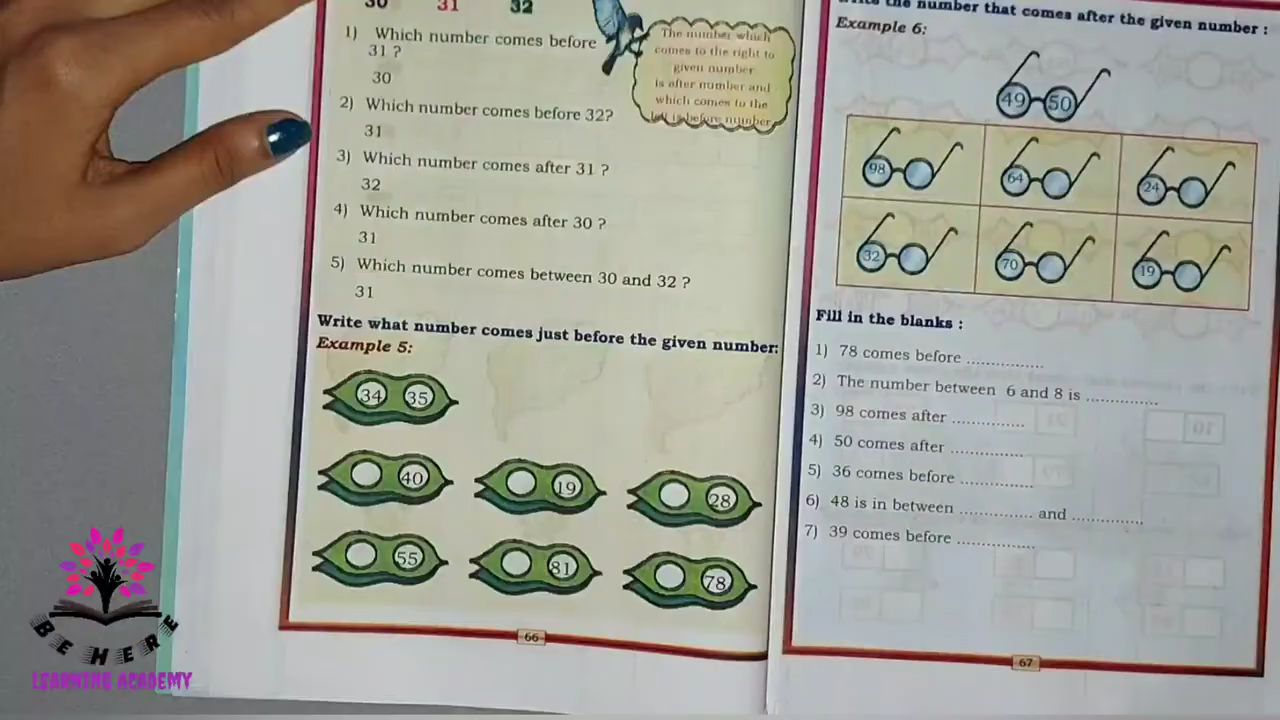 30 31 32
1) Which number comes before
31 ?
30
2) Which number comes before 32?
31
3) Which number comes after 31 ?
32
4) Which number comes after 30 ?
31
5) Which number comes between 30 and 32 ?
31
The number which
comes to the right to
given number
is after number and
which comes to the
left is before number
Write what number comes just before the given number:
Example 5:
34 35
40 19 28
55 81 78
66
the number that comes after the given number :
Example 6:
49 50
98 64 24
32 70 19
Fill in the blanks :
1) 78 comes before ..............
2) The number between 6 and 8 is .............
3) 98 comes after .............
4) 50 comes after .............
5) 36 comes before .............
6) 48 is in between ............. and .............
7) 39 comes before ..............
67
BE HERE
LEARNING ACADEMY